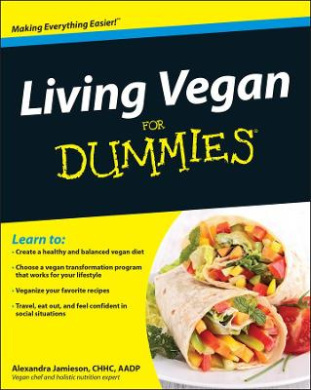 Making Everything Easier!™
Living Vegan
FOR
DUMMIES®
Learn to:
• Create a healthy and balanced vegan diet
• Choose a vegan transformation program
that works for your lifestyle
• Veganize your favorite recipes
• Travel, eat out, and feel confident in
social situations
Alexandra Jamieson, CHHC, AADP
Vegan chef and holistic nutrition expert